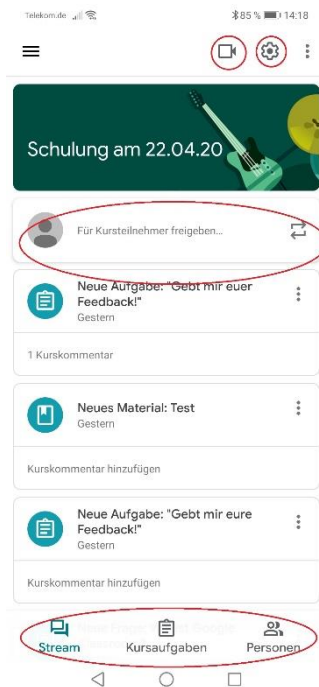 Telekom.de
85 % 14:18
Schulung am 22.04.20
Für Kursteilnehmer freigeben...
Neue Aufgabe: "Gebt mir euer
Feedback!"
Gestern
1 Kurskommentar
Neues Material: Test
Gestern
Kurskommentar hinzufügen
Neue Aufgabe: "Gebt mir eure
Feedback!"
Gestern
Kurskommentar hinzufügen
Stream Kursaufgaben Personen